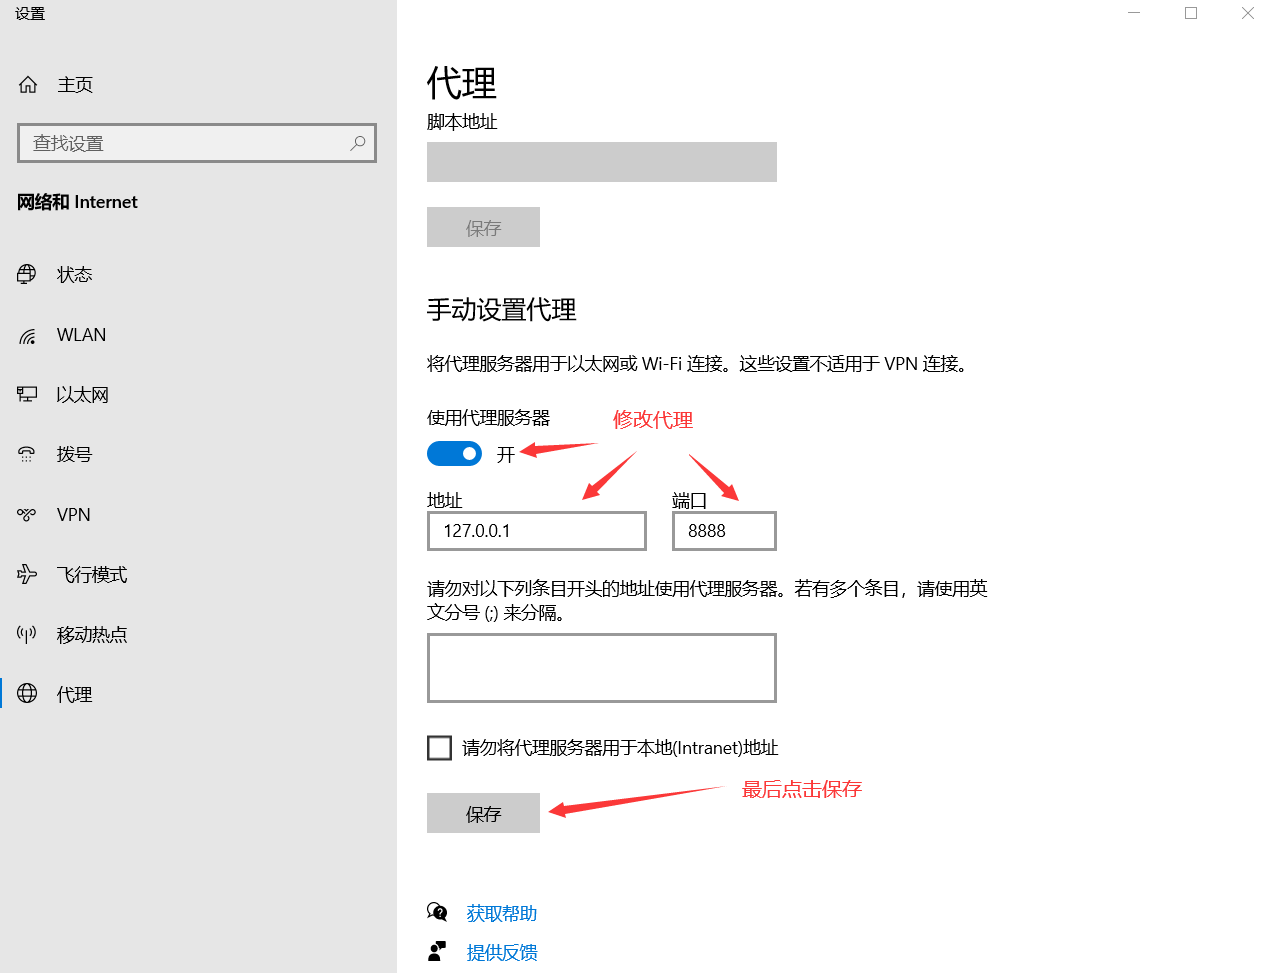 设置
主页
查找设置
网络和 Internet
状态
WLAN
以太网
拨号
VPN
飞行模式
移动热点
代理
代理
脚本地址
保存
手动设置代理
将代理服务器用于以太网或 Wi-Fi 连接。这些设置不适用于 VPN 连接。
使用代理服务器
修改代理
开
地址
端口
127.0.0.1
8888
请勿对以下列条目开头的地址使用代理服务器。若有多个条目，请使用英
文分号 (;) 来分隔。
请勿将代理服务器用于本地(Intranet)地址
最后点击保存
保存
获取帮助
提供反馈